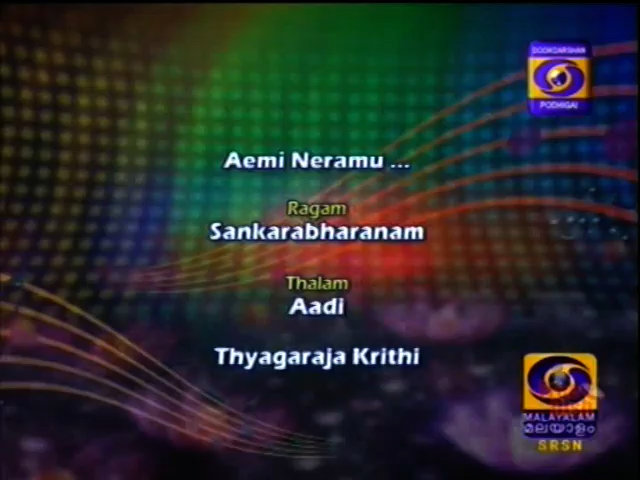 DOORDARSHAN
PODHIGAI
Aemi Neramu ...
Ragam
Sankarabharanam
Thalam
Aadi
Thyagaraja Krithi
MALAYALAM
മലയാളം
SRSN